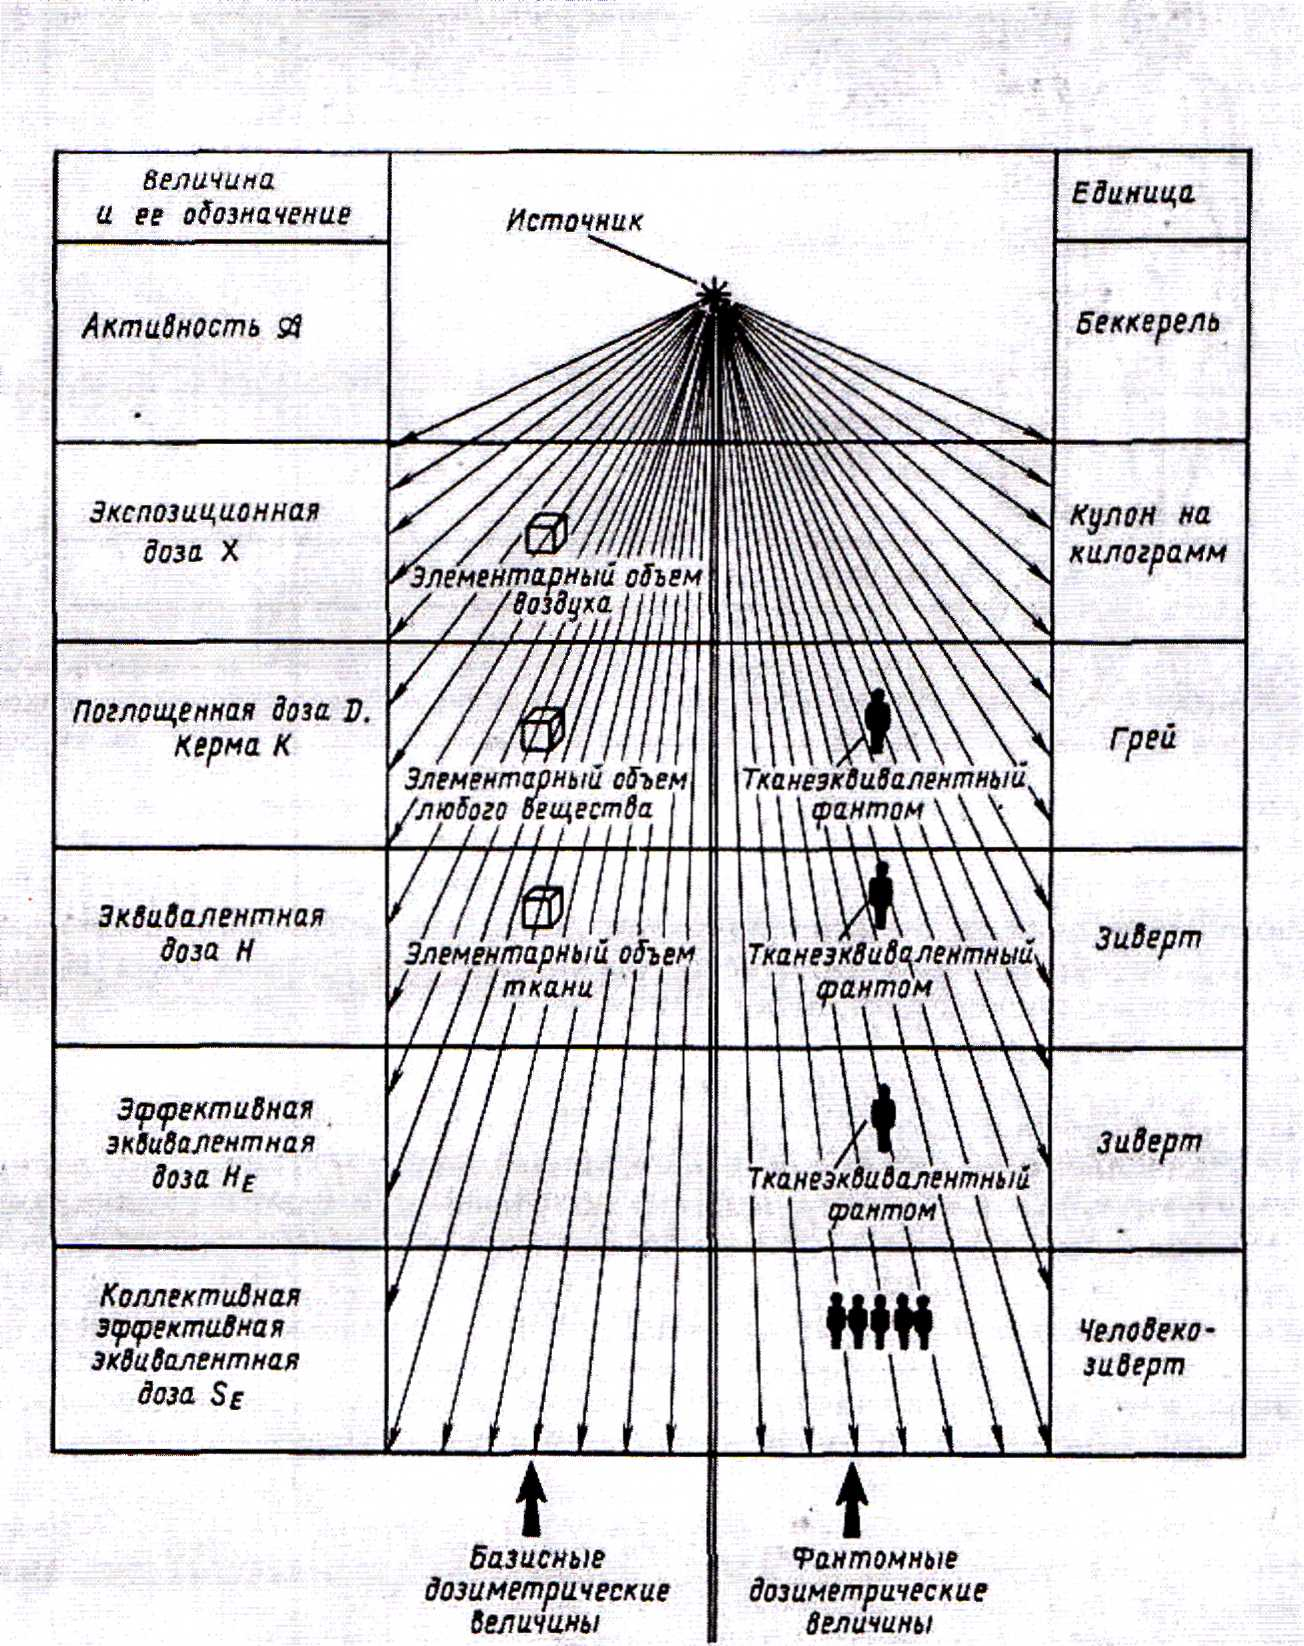 Величина
и ее обозначение
Источник
Единица
Активность 𝒜
Беккерель
Экспозиционная
доза X
Элементарный объем
воздуха
Кулон на
килограмм
Поглощенная доза D.
Керма К
Элементарный объем
любого вещества
Тканеэквивалентный
фантом
Грей
Эквивалентная
доза Н
Элементарный объем
ткани
Тканеэквивалентный
фантом
Зиверт
Эффективная
эквивалентная
доза HE
Тканеэквивалентный
фантом
Зиверт
Коллективная
эффективная
эквивалентная
доза SE
Человеко-
зиверт
Базисные
дозиметрические
величины
Фантомные
дозиметрические
величины